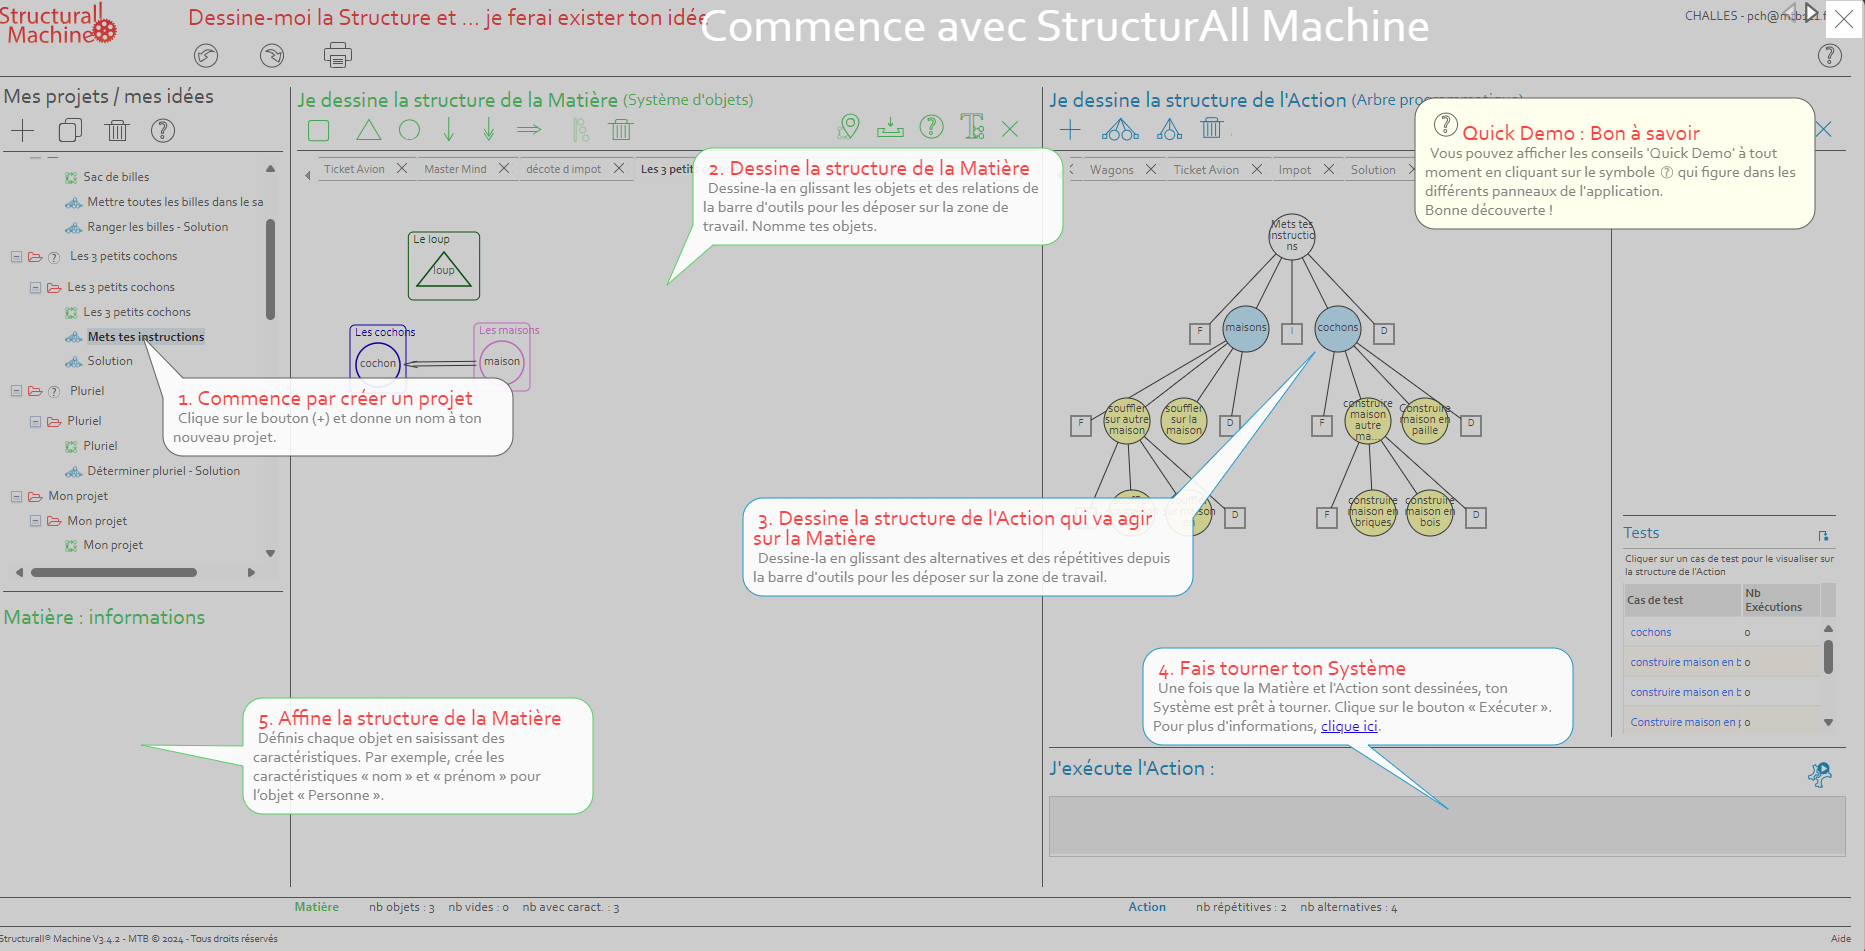 Structurall
Machine
Dessine-moi la Structure et ... je ferai exister ton idée
Commence avec StructurAll Machine
CHALLES - pch@mtb
Mes projets / mes idées
Sac de billes
Mettre toutes les billes dans le sa
Ranger les billes - Solution
Les 3 petits cochons
Les 3 petits cochons
Les 3 petits cochons
Mets tes instructions
Solution
Pluriel
Pluriel
Pluriel
Déterminer pluriel - Solution
Mon projet
Mon projet
Mon projet
1. Commence par créer un projet
Clique sur le bouton (+) et donne un nom à ton
nouveau projet.
Matière : informations
5. Affine la structure de la Matière
Définis chaque objet en saisissant des
caractéristiques. Par exemple, crée les
caractéristiques « nom » et « prénom » pour
l'objet « Personne ».
Je dessine la structure de la Matière (Système d'objets)
Ticket Avion
Master Mind
décote d impot
Les 3 petit
2. Dessine la structure de la Matière
Dessine-la en glissant les objets et des relations de
la barre d'outils pour les déposer sur la zone de
travail. Nomme tes objets.
Le loup
loup
Les cochons
cochon
Les maisons
maison
Je dessine la structure de l'Action (Arbre programmatique)
Wagons
Ticket Avion
Impot
Solution
? Quick Demo : Bon à savoir
Vous pouvez afficher les conseils 'Quick Demo' à tout
moment en cliquant sur le symbole ? qui figure dans les
différents panneaux de l'application.
Bonne découverte !
Mets tes
instructio
ns
F
maisons
I
cochons
D
F
souffler
sur autre
maison
souffler
sur la
maison
D
F
construire
maison
autre
ma...
Construire
maison en
paille
D
D
F
construire
maison en
briques
construire
maison en
bois
D
3. Dessine la structure de l'Action qui va agir
sur la Matière
Dessine-la en glissant des alternatives et des répétitives depuis
la barre d'outils pour les déposer sur la zone de travail.
4. Fais tourner ton Système
Une fois que la Matière et l'Action sont dessinées, ton
Système est prêt à tourner. Clique sur le bouton « Exécuter ».
Pour plus d'informations, clique ici.
Tests
Cliquer sur un cas de test pour le visualiser sur
la structure de l'Action
Cas de test
Nb
Exécutions
cochons 0
construire maison en b 0
construire maison en b 0
Construire maison en p 0
J'exécute l'Action :
Matière nb objets : 3 nb vides : 0 nb avec caract. : 3
Action nb répétitives : 2 nb alternatives : 4
Structurall® Machine V3.4.2 - MTB © 2024 - Tous droits réservés
Aide